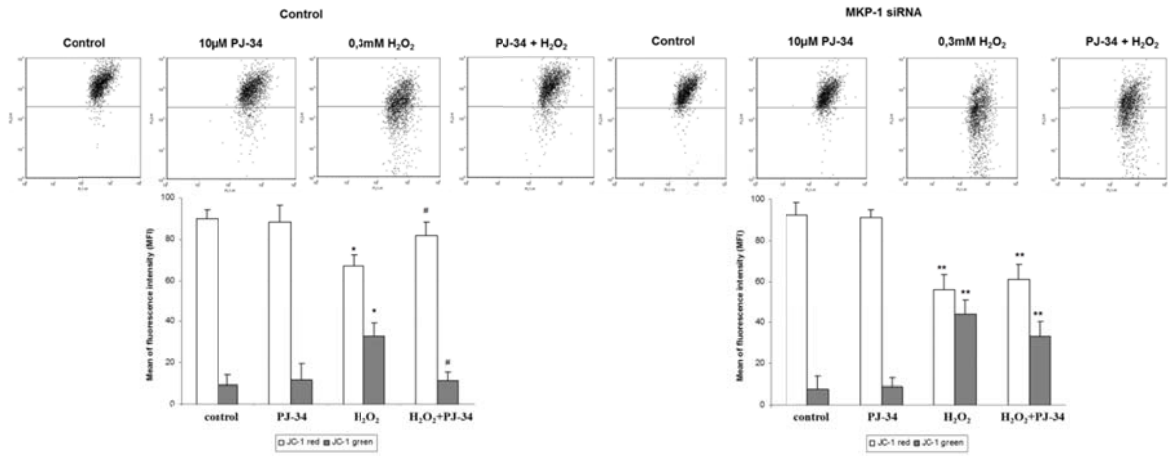 Control
MKP-1 siRNA
Control
10μM PJ-34
0,3mM H₂O₂
PJ-34 + H₂O₂
Control
10μM PJ-34
0,3mM H₂O₂
PJ-34 + H₂O₂
Mean of fluorescence intensity (MFI)
100
80
60
40
20
0
*
*
#
#
control
PJ-34
H₂O₂
H₂O₂+PJ-34
JC-1 red
JC-1 green
Mean of fluorescence intensity (MFI)
100
80
60
40
20
0
**
**
**
**
control
PJ-34
H₂O₂
H₂O₂+PJ-34
JC-1 red
JC-1 green